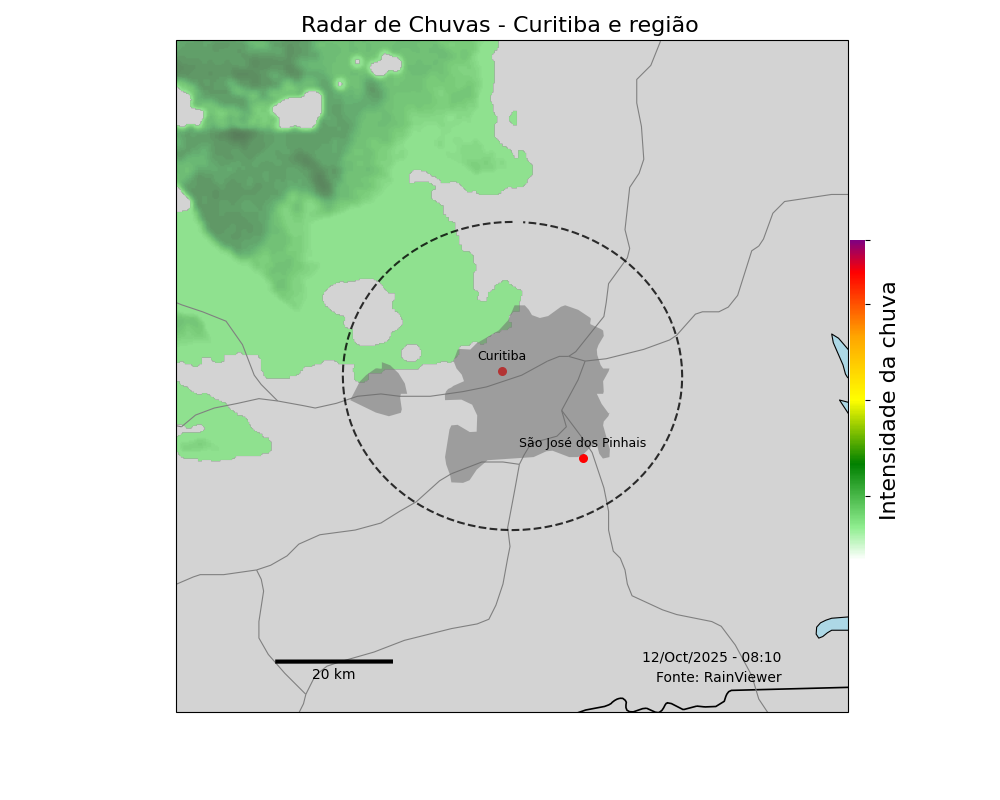 Radar de Chuvas - Curitiba e região
Curitiba
São José dos Pinhais
Intensidade da chuva
12/Oct/2025 - 08:10
Fonte: RainViewer
20 km